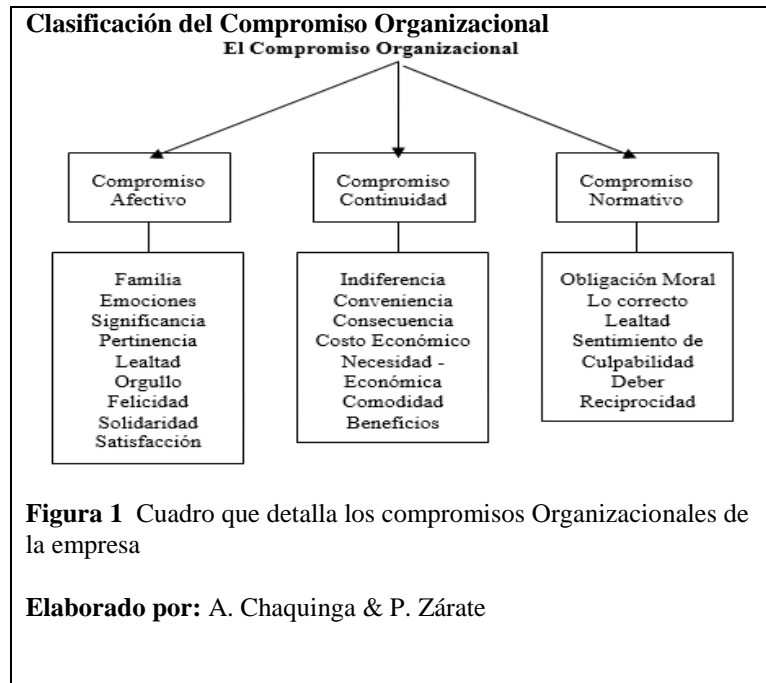 Clasificación del Compromiso Organizacional
El Compromiso Organizacional
Compromiso
Afectivo
Compromiso
Continuidad
Compromiso
Normativo
Familia
Emociones
Significancia
Pertinencia
Lealtad
Orgullo
Felicidad
Solidaridad
Satisfacción
Indiferencia
Conveniencia
Consecuencia
Costo Económico
Necesidad -
Económica
Comodidad
Beneficios
Obligación Moral
Lo correcto
Lealtad
Sentimiento de
Culpabilidad
Deber
Reciprocidad
Figura 1 Cuadro que detalla los compromisos Organizacionales de
la empresa
Elaborado por: A. Chaquinga & P. Zárate